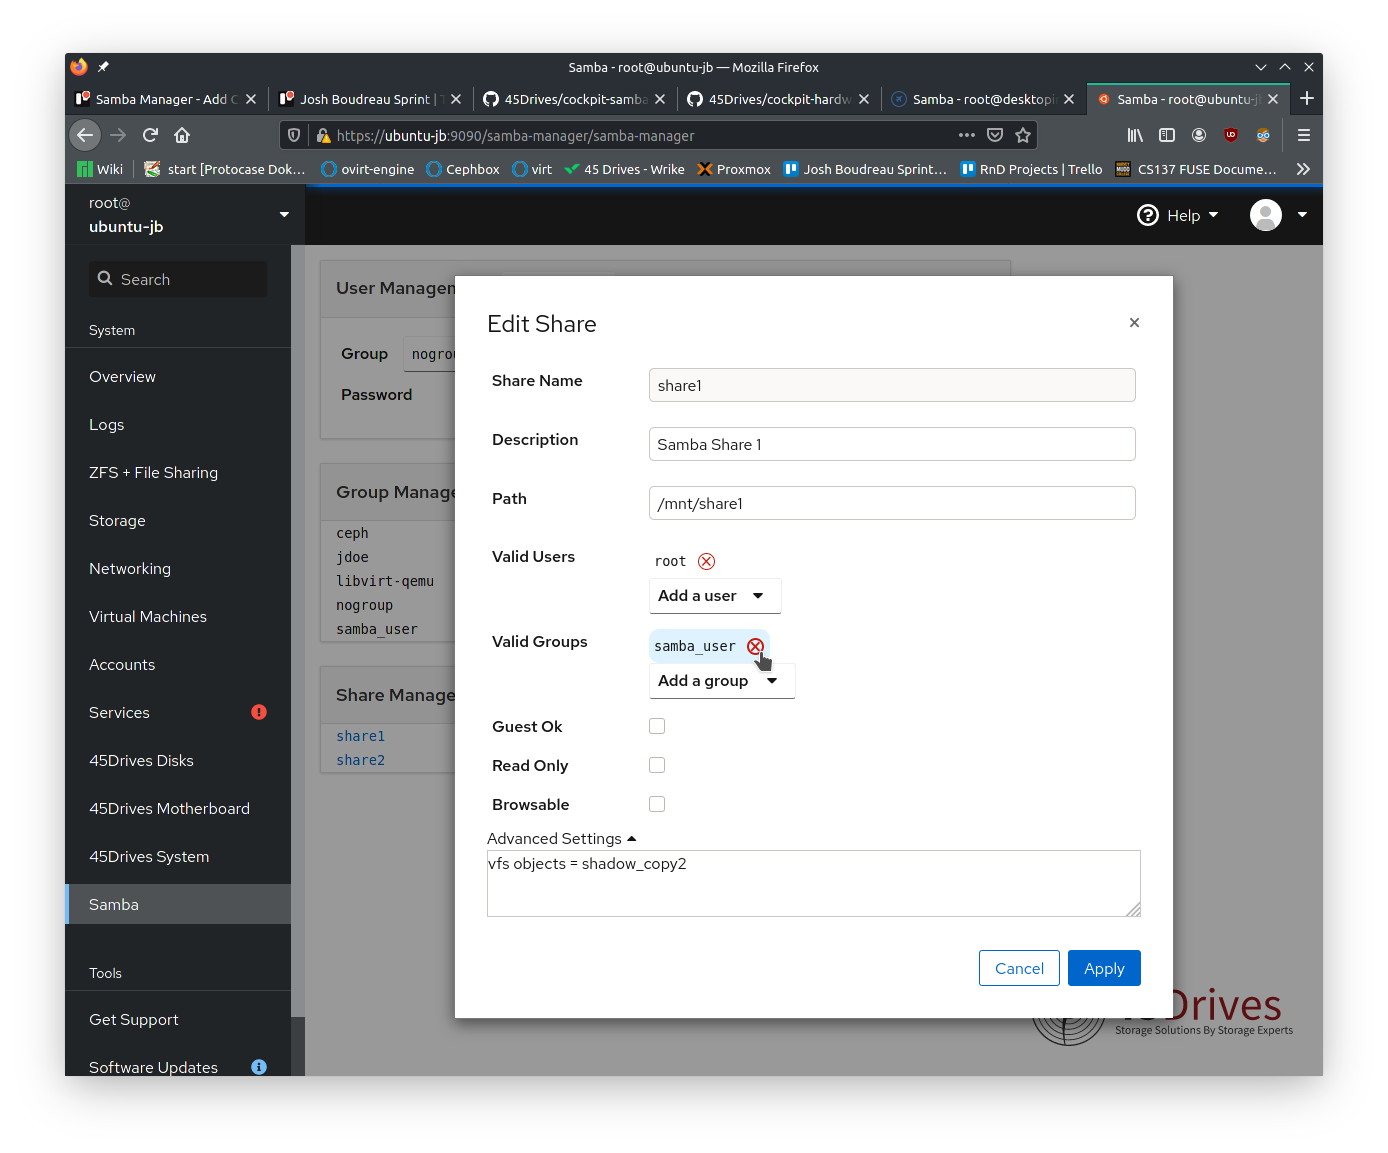 Samba - root@ubuntu-jb — Mozilla Firefox
Samba Manager - Add
Josh Boudreau Sprint |
45Drives/cockpit-samba
45Drives/cockpit-hardw
Samba - root@desktop
Samba - root@ubuntu-j
https://ubuntu-jb:9090/samba-manager/samba-manager
Wiki
start [Protocase Dok...
ovirt-engine
Cephbox
virt
45 Drives - Wrike
Proxmox
Josh Boudreau Sprint...
RnD Projects | Trello
CS137 FUSE Docume...
root@
ubuntu-jb
Help
Search
System
Overview
Logs
ZFS + File Sharing
Storage
Networking
Virtual Machines
Accounts
Services
45Drives Disks
45Drives Motherboard
45Drives System
Samba
Tools
Get Support
Software Updates
User Managem
Group
nogrou
Password
Group Manage
ceph
jdoe
libvirt-qemu
nogroup
samba_user
Share Manage
share1
share2
Edit Share
Share Name
share1
Description
Samba Share 1
Path
/mnt/share1
Valid Users
root
Add a user
Valid Groups
samba_user
Add a group
Guest Ok
Read Only
Browsable
Advanced Settings
vfs objects = shadow_copy2
Cancel
Apply
Drives
Storage Solutions By Storage Experts